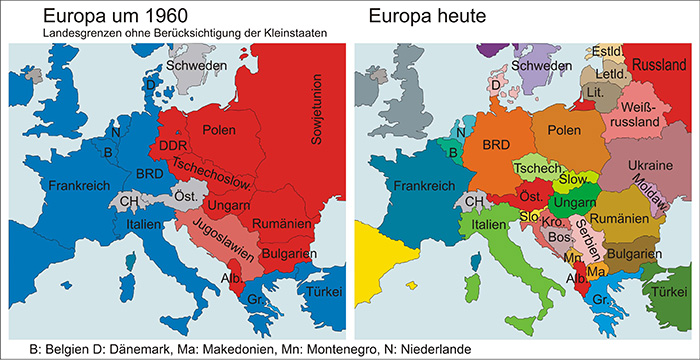 Europa um 1960
Landesgrenzen ohne Berücksichtigung der Kleinstaaten
Schweden
D
Sowjetunion
N
B
DDR
Polen
BRD
Tschechoslow.
Frankreich
CH
Öst.
Ungarn
Italien
Jugoslawien
Rumänien
Bulgarien
Alb.
Gr.
Türkei
Europa heute
Schweden
Estld.
Letld.
Lit.
Russland
D
Weiß-
russland
N
B
BRD
Polen
Ukraine
Tschech.
Slow.
Moldaw.
Frankreich
CH
Öst.
Ungarn
Italien
Slo.
Kro.
Bos.
Serbien
Rumänien
Mn.
Ma.
Bulgarien
Alb.
Gr.
Türkei
B: Belgien D: Dänemark, Ma: Makedonien, Mn: Montenegro, N: Niederlande